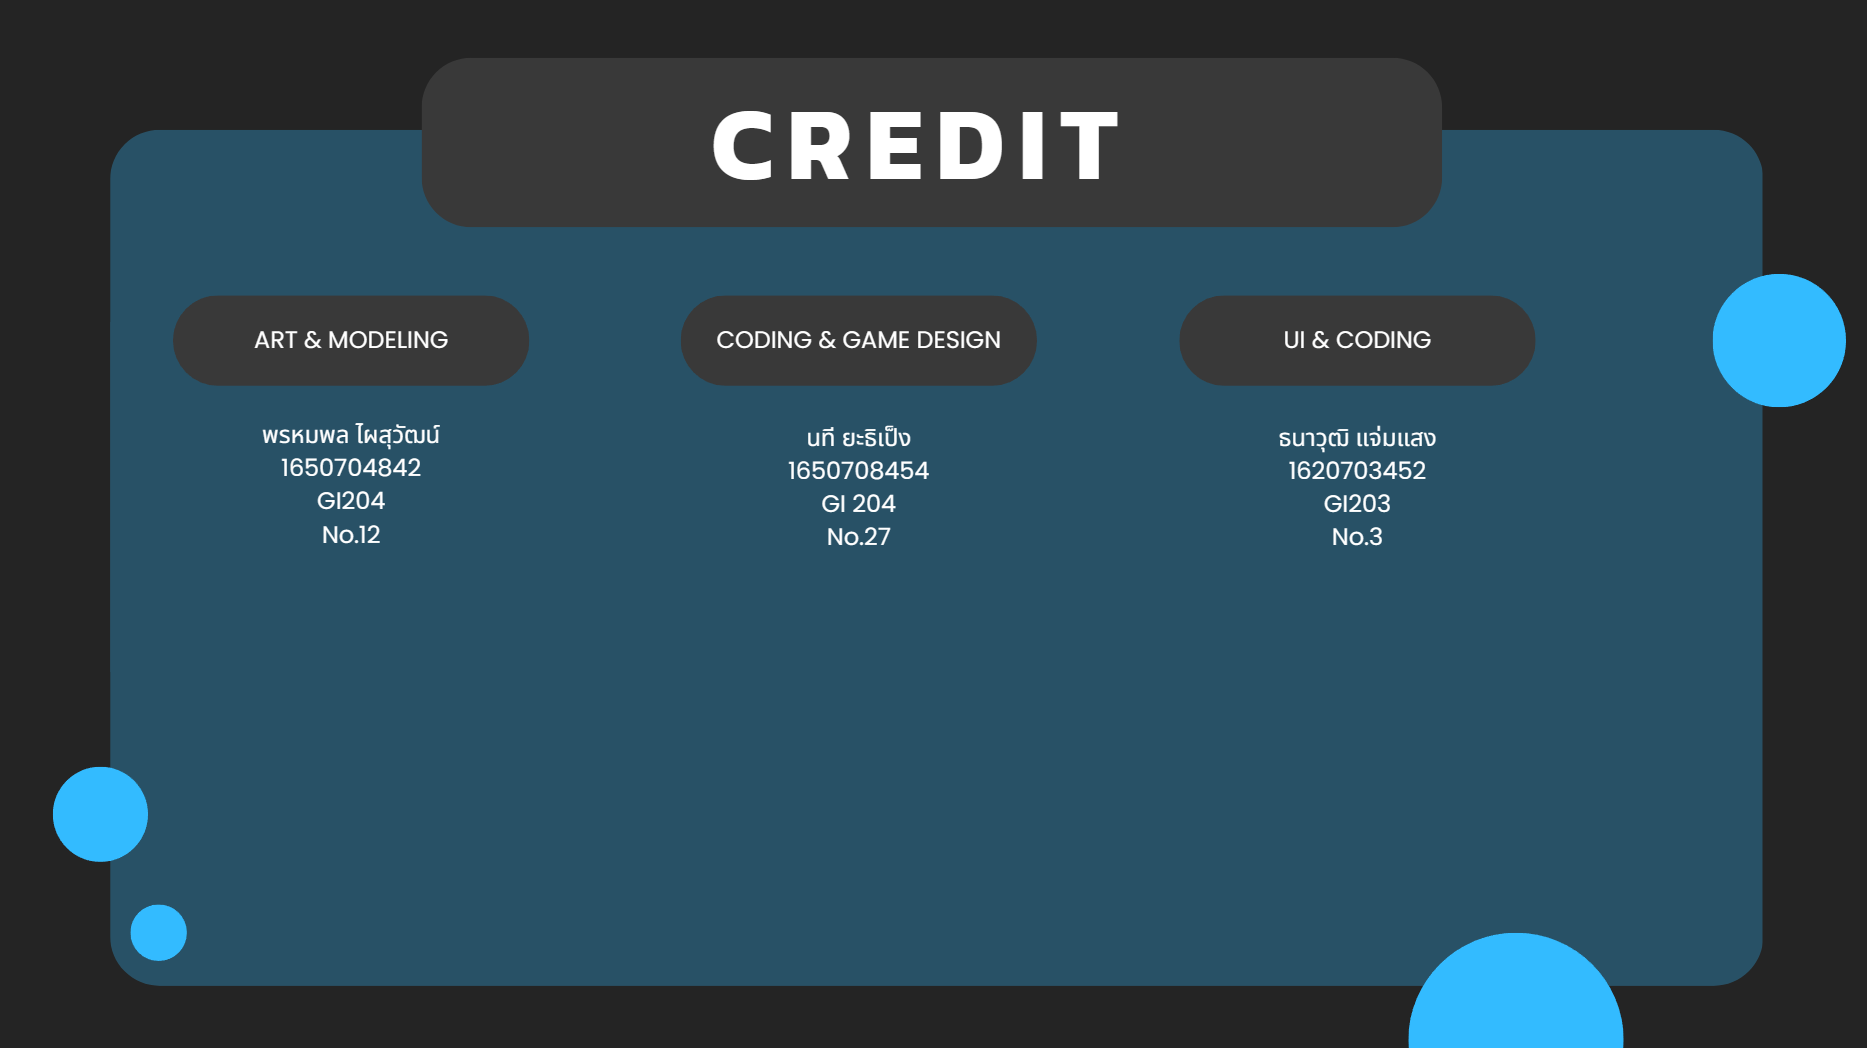 CREDIT
ART & MODELING
พรหมพล ไผสุวัฒน์
1650704842
GI204
No.12
CODING & GAME DESIGN
นที ยะธิเป็ง
1650708454
GI 204
No.27
UI & CODING
ธนาวุฒิ แจ่มแสง
1620703452
GI203
No.3